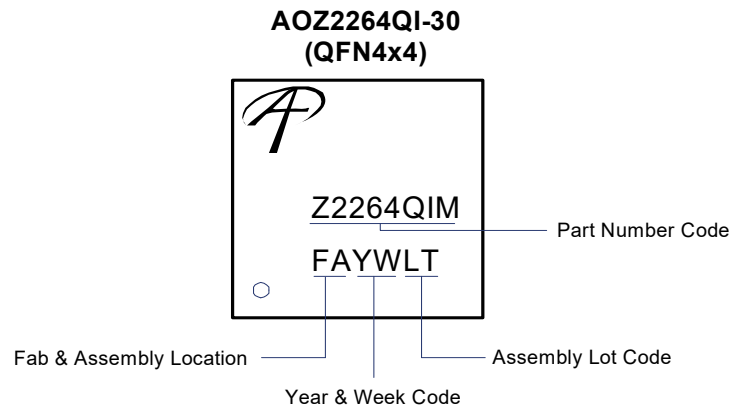 AOZ2264QI-30
(QFN4x4)
Z2264QIM
Part Number Code
FAYWLT
Fab & Assembly Location
Assembly Lot Code
Year & Week Code